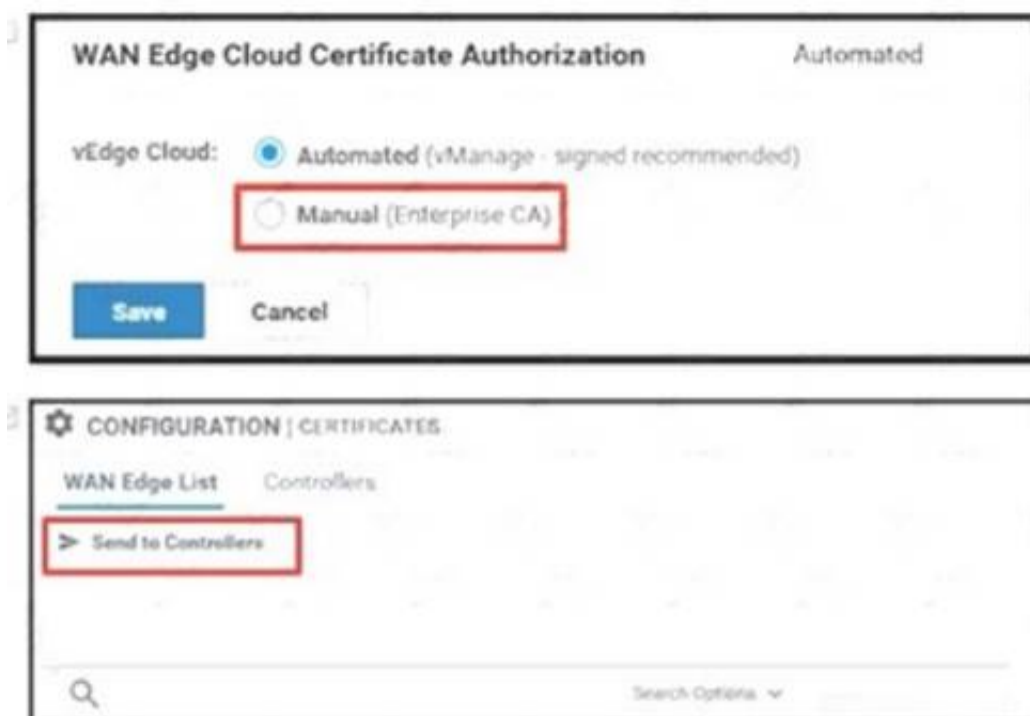 WAN Edge Cloud Certificate Authorization Automated
vEdge Cloud: Automated (vManage - signed recommended)
Manual (Enterprise CA)
Save Cancel
CONFIGURATION | CERTIFICATES
WAN Edge List Controllers
Send to Controllers
Search Options